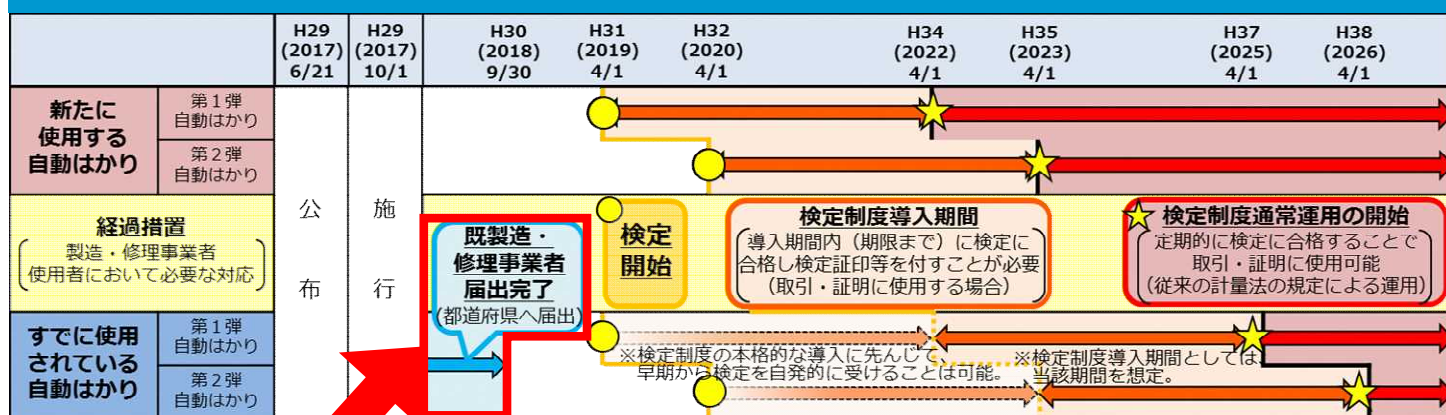 H29 H29 H30 H31 H32 H34 H35 H37 H38
(2017) (2017) (2018) (2019) (2020) (2022) (2023) (2025) (2026)
6/21 10/1 9/30 4/1 4/1 4/1 4/1 4/1 4/1
新たに
使用する
自動はかり
第1弾
自動はかり
第2弾
自動はかり
公
布
施
行
経過措置
製造・修理事業者
使用者において必要な対応
既製造・
修理事業者
届出完了
(都道府県へ届出)
検定
開始
検定制度導入期間
導入期間内（期限まで）に検定に
合格し検定証印等を付すことが必要
（取引・証明に使用する場合）
検定制度通常運用の開始
定期的に検定に合格することで
取引・証明に使用可能
(従来の計量法の規定による運用)
すでに使用
されている
自動はかり
第1弾
自動はかり
第2弾
自動はかり
※検定制度の本格的な導入に先んじて、
早期から検定を自発的に受けることは可能。
※検定制度導入期間としては、
当該期間を想定。